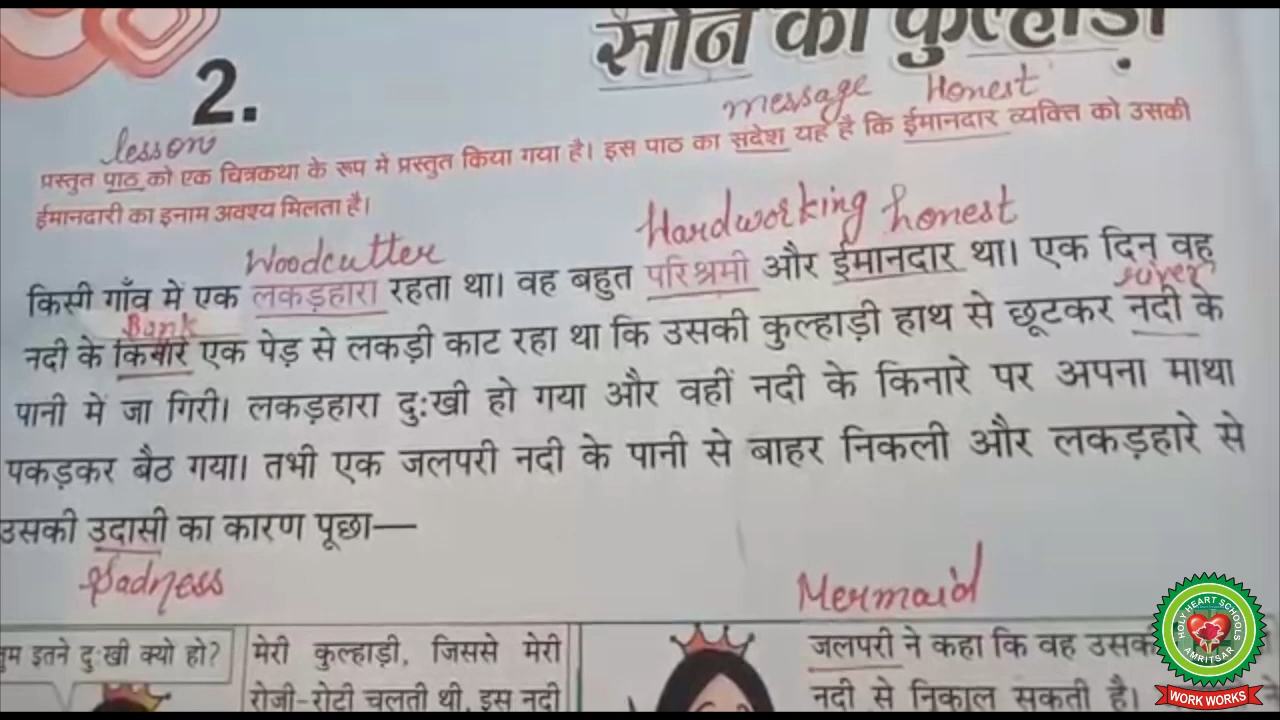 सोने की कुल्हाड़ी
2.
message Honest
lesson
प्रस्तुत पाठ को एक चित्रकथा के रूप में प्रस्तुत किया गया है। इस पाठ का संदेश यह है कि ईमानदार व्यक्ति को उसकी
ईमानदारी का इनाम अवश्य मिलता है।
Woodcutter Hardworking honest
किसी गाँव में एक लकड़हारा रहता था। वह बहुत परिश्रमी और ईमानदार था। एक दिन वह
Bank river
नदी के किनारे एक पेड़ से लकड़ी काट रहा था कि उसकी कुल्हाड़ी हाथ से छूटकर नदी के
पानी में जा गिरी। लकड़हारा दुःखी हो गया और वहीं नदी के किनारे पर अपना माथा
पकड़कर बैठ गया। तभी एक जलपरी नदी के पानी से बाहर निकली और लकड़हारे से
उसकी उदासी का कारण पूछा—
Sadness Mermaid
तुम इतने दुःखी क्यो हो?
मेरी कुल्हाड़ी, जिससे मेरी
रोजी-रोटी चलती थी, इस नदी
जलपरी ने कहा कि वह उसकी
नदी से निकाल सकती है।
HOLY HEART SCHOOLS
AMRITSAR
WORK WORKS